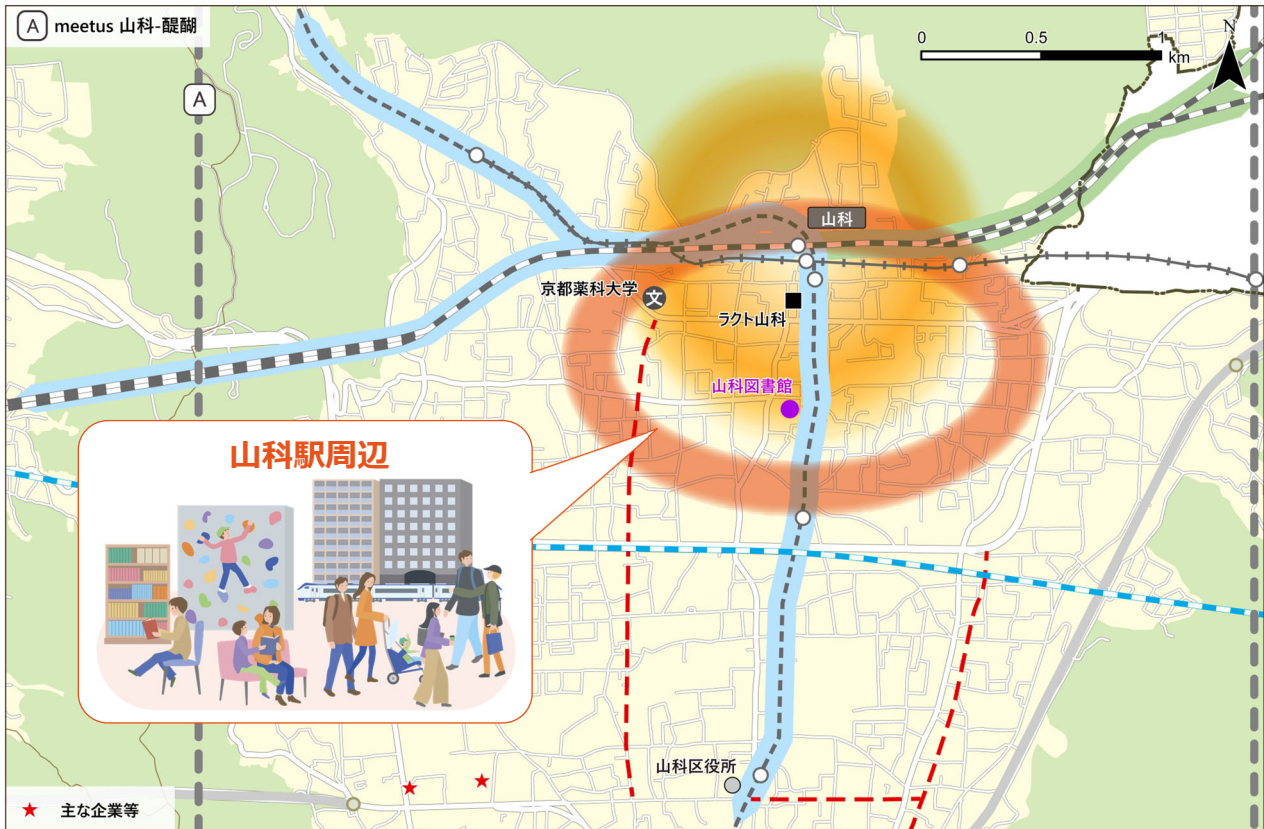 A meetus 山科-醍醐
0 0.5 1
km
N
A
山科
京都薬科大学
文
ラクト山科
山科図書館
山科駅周辺
山科区役所
★ 主な企業等